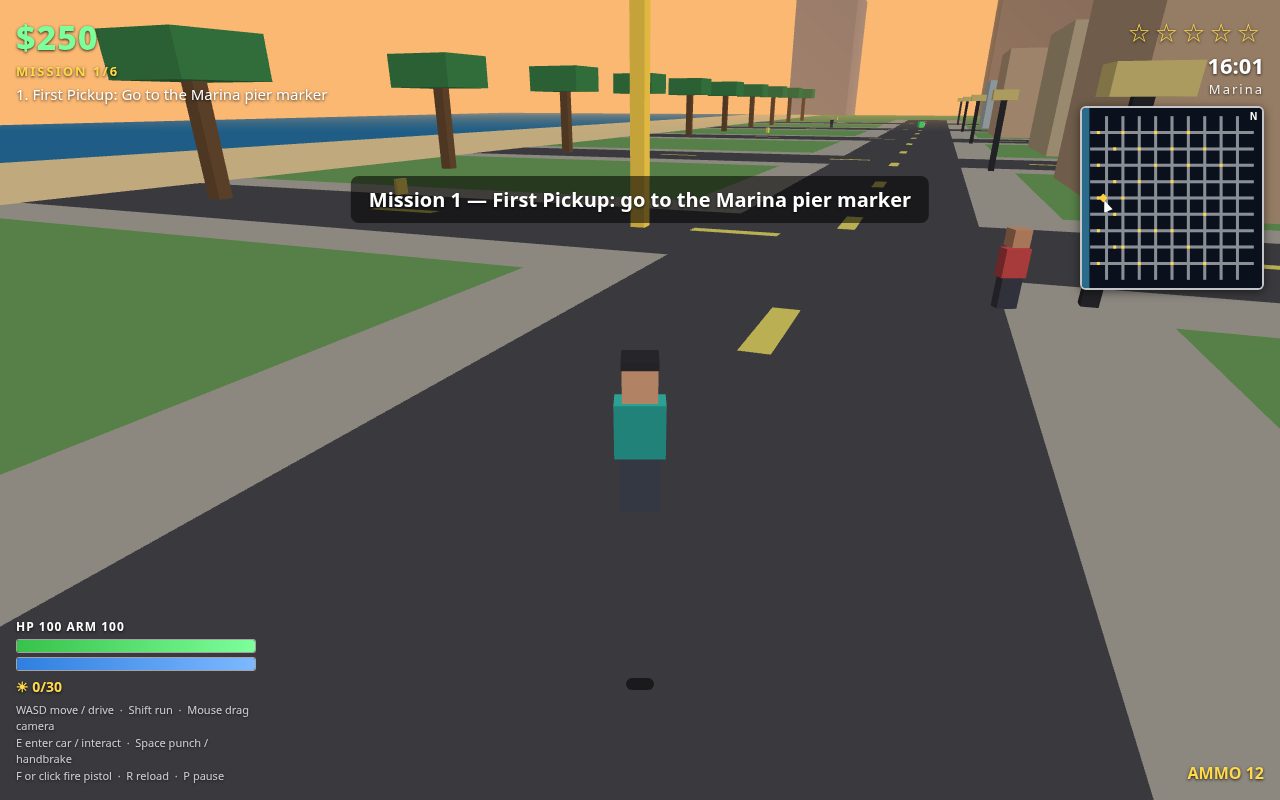 $250
MISSION 1/6
1. First Pickup: Go to the Marina pier marker
☆☆☆☆☆
16:01
Marina
N
Mission 1 — First Pickup: go to the Marina pier marker
HP 100 ARM 100
☀ 0/30
WASD move / drive · Shift run · Mouse drag
camera
E enter car / interact · Space punch /
handbrake
F or click fire pistol · R reload · P pause
AMMO 12